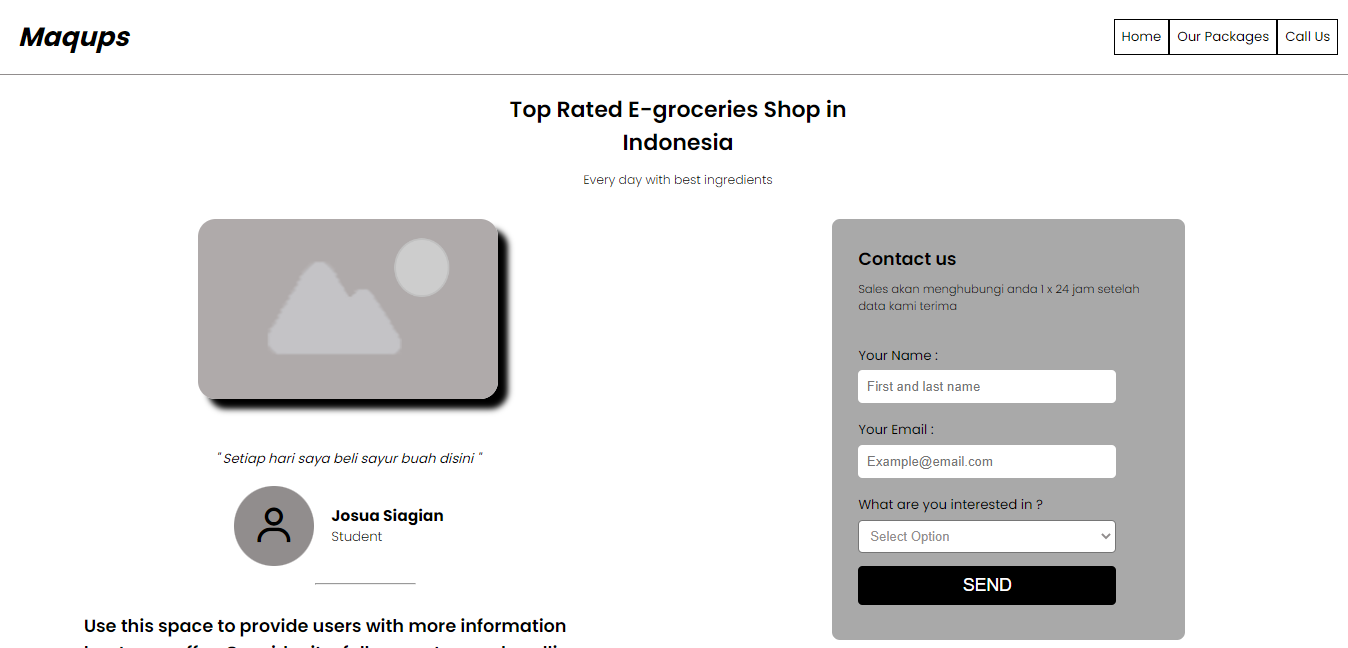 Maqups
Home
Our Packages
Call Us
Top Rated E-groceries Shop in
Indonesia
Every day with best ingredients
" Setiap hari saya beli sayur buah disini "
Josua Siagian
Student
Use this space to provide users with more information
Contact us
Sales akan menghubungi anda 1 x 24 jam setelah
data kami terima
Your Name :
First and last name
Your Email :
Example@email.com
What are you interested in ?
Select Option
SEND